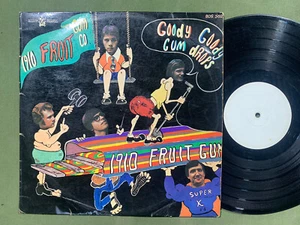 1910 FRUIT GUM CO
GOODY GOODY
GUM DROPS
1910 FRUIT GUM
SUPER
K